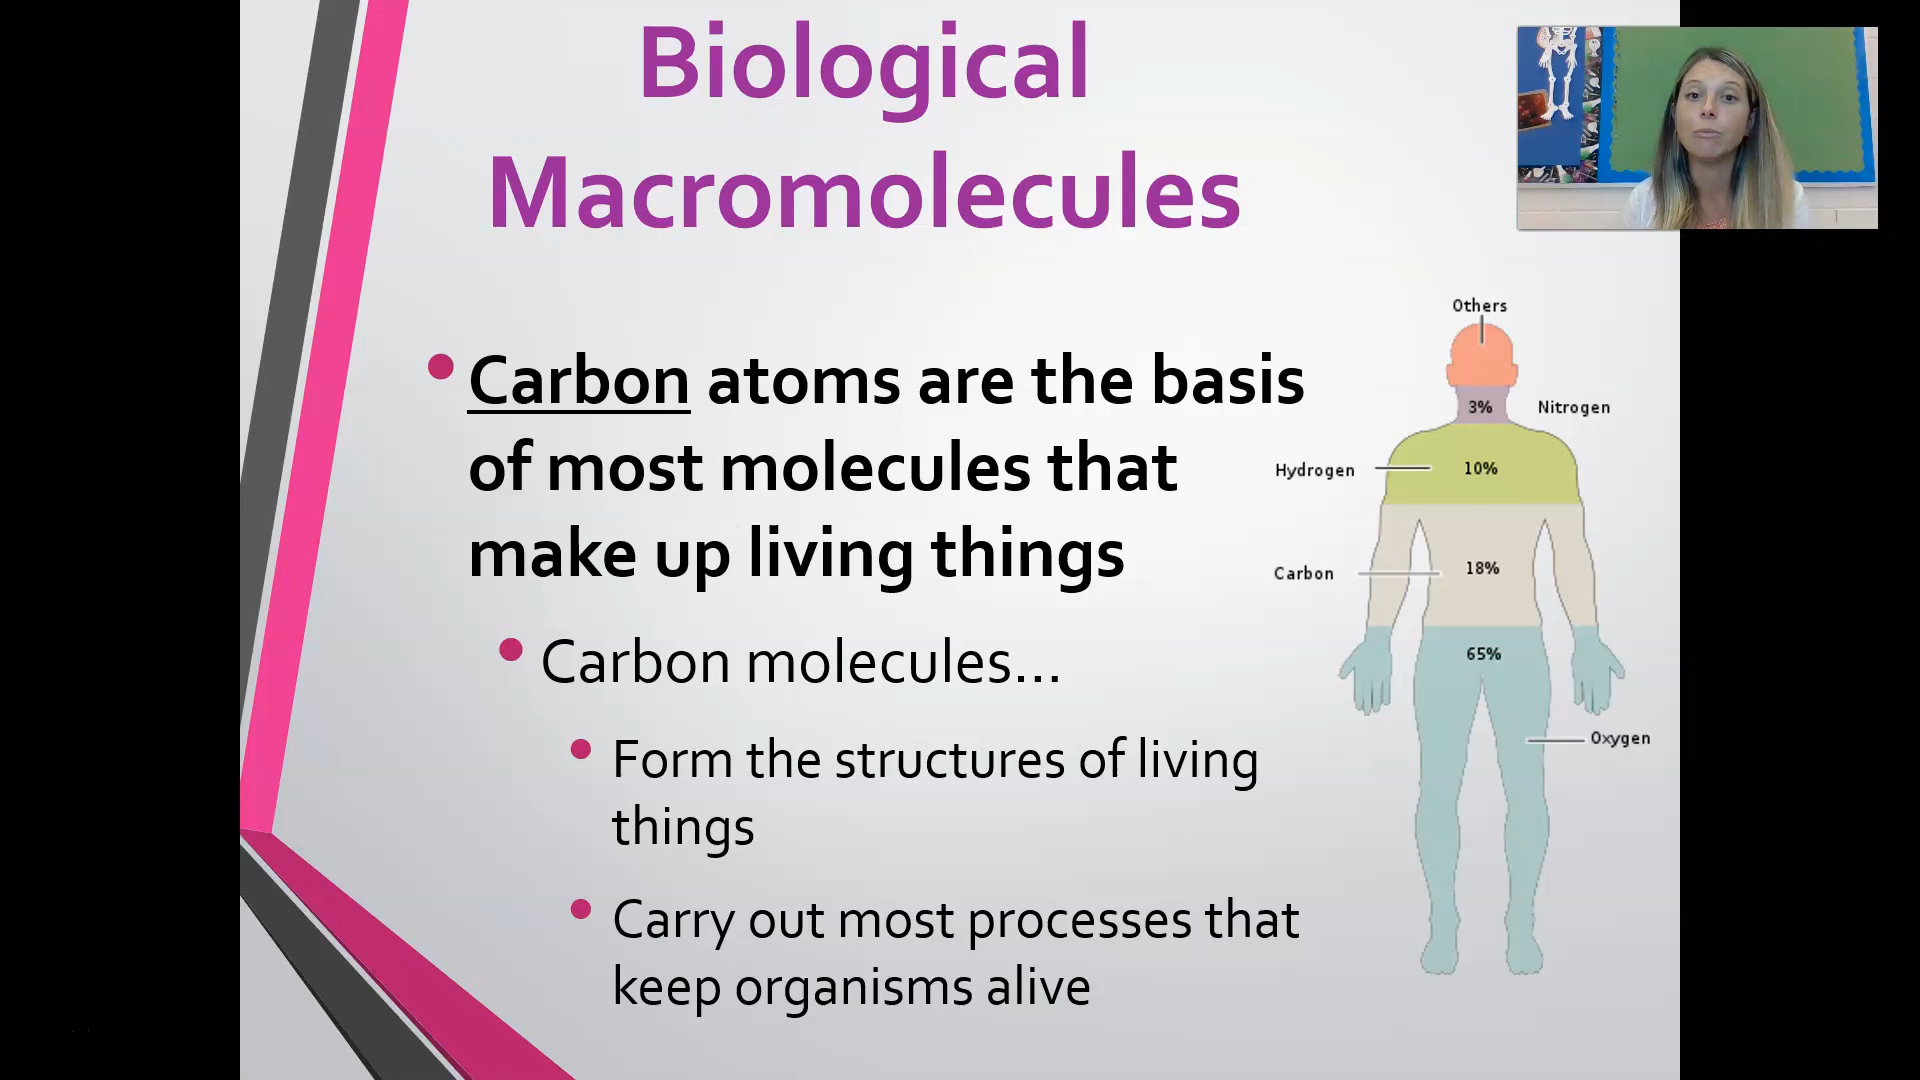 Biological
Macromolecules
Carbon atoms are the basis
of most molecules that
make up living things
Carbon molecules...
Form the structures of living
things
Carry out most processes that
keep organisms alive
Others
3% Nitrogen
Hydrogen 10%
Carbon 18%
65%
Oxygen